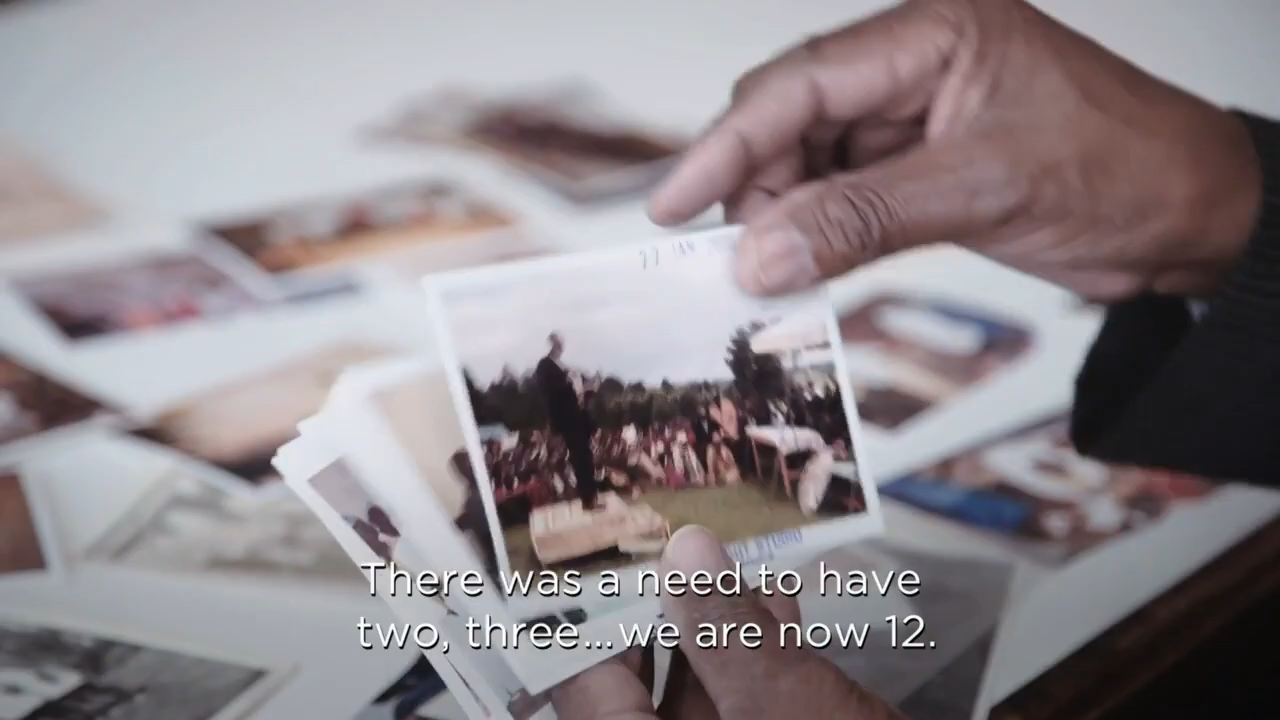 There was a need to have
two, three...we are now 12.